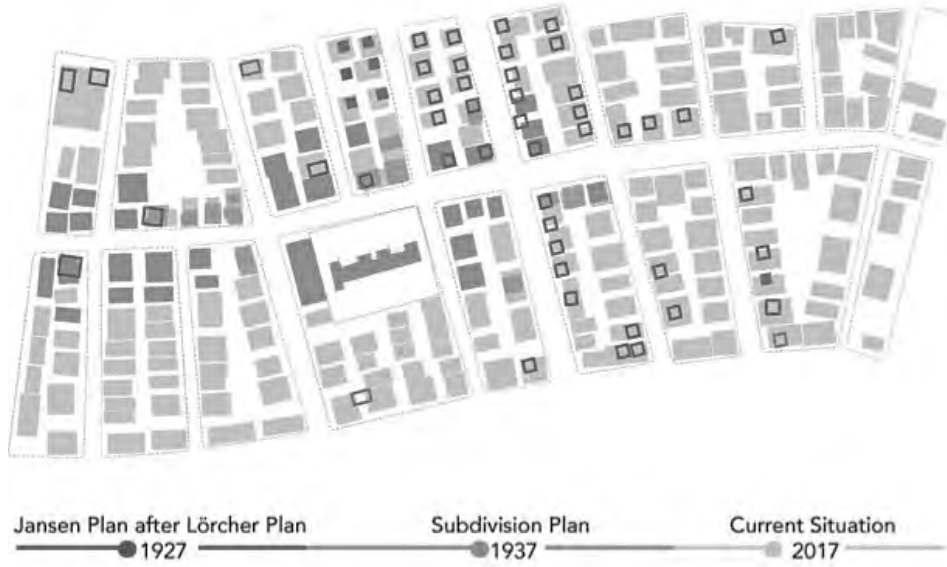 Jansen Plan after Lörcher Plan
Subdivision Plan
Current Situation
1927
1937
2017